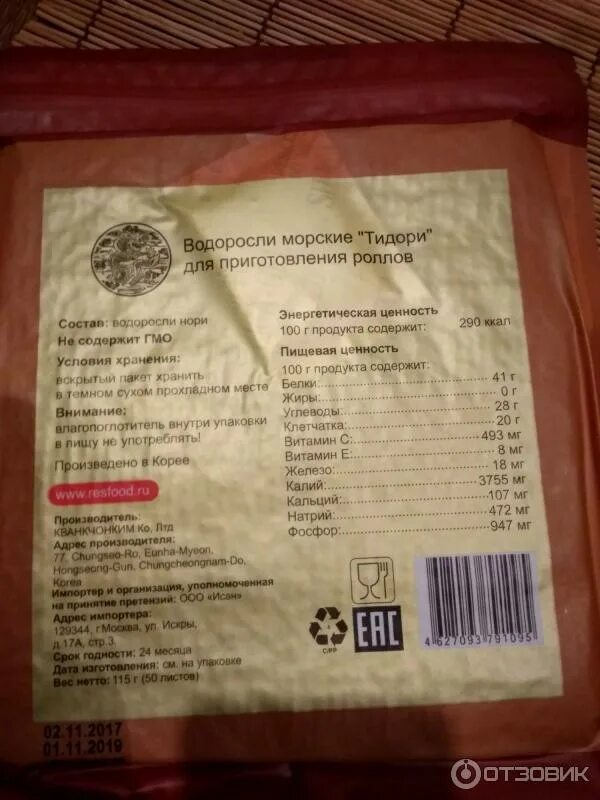 Водоросли морские "Тидори"
для приготовления роллов
Состав: водоросли нори
Не содержит ГМО
Условия хранения:
вскрытый пакет хранить
в темном сухом прохладном месте
Внимание:
влагопоглотитель внутри упаковки
в пищу не употреблять!
Произведено в Корее
www.resfood.ru
Производитель:
КВАНКЧОНКИМ Ко, Лтд
Адрес производителя:
77, Chungseo-Ro, Eunha-Myeon,
Hongseong-Gun, Chungcheongnam-Do,
Korea
Импортер и организация, уполномоченная
на принятие претензий: ООО «Исан»
Адрес импортера:
129344, г.Москва, ул. Искры,
д.17А, стр.3.
Срок годности: 24 месяца
Дата изготовления: см. на упаковке
Вес нетто: 115 г (50 листов)
02.11.2017
01.11.2019
Энергетическая ценность
100 г продукта содержит: 290 ккал
Пищевая ценность
100 г продукта содержит:
Белки: 41 г
Жиры: 0 г
Углеводы: 28 г
Клетчатка: 20 г
Витамин С: 493 мг
Витамин Е: 8 мг
Железо: 18 мг
Калий: 3755 мг
Кальций: 107 мг
Натрий: 472 мг
Фосфор: 947 мг
C/PP
EAC
4627093791095
ОТЗОВИК